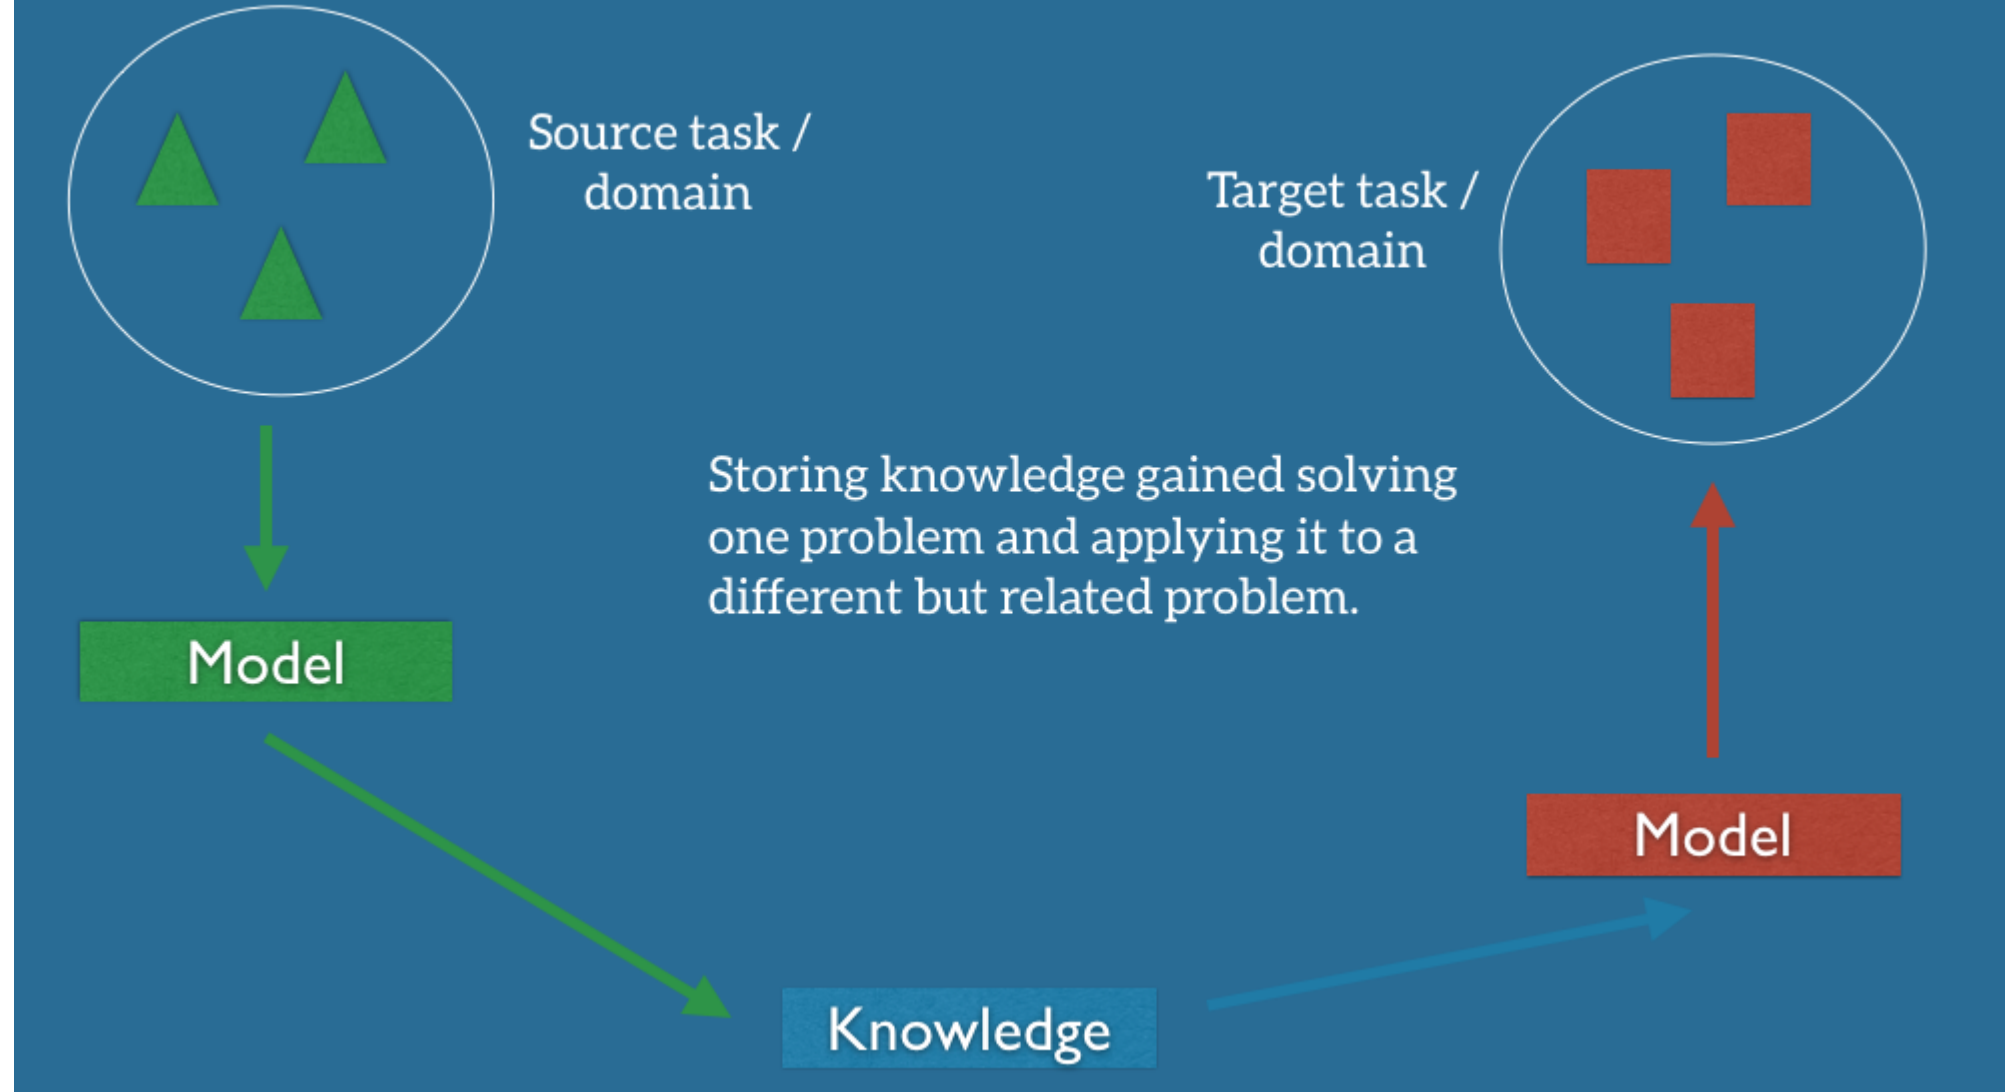 Source task /
domain
Target task /
domain
Storing knowledge gained solving
one problem and applying it to a
different but related problem.
Model
Model
Knowledge